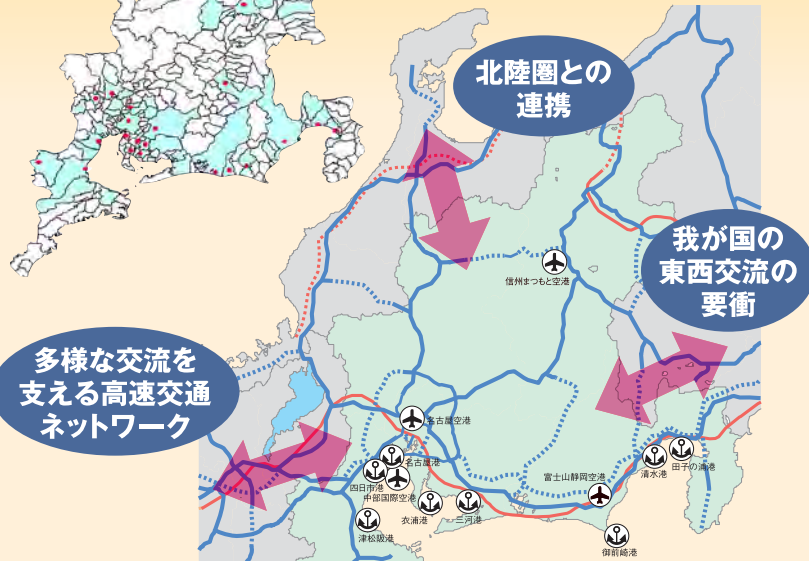 北陸圏との
連携
我が国の
東西交流の
要衝
信州まつもと空港
多様な交流を
支える高速交通
ネットワーク
名古屋空港
名古屋港
四日市港
中部国際空港
衣浦港
三河港
津松阪港
富士山静岡空港
清水港
田子の浦港
御前崎港